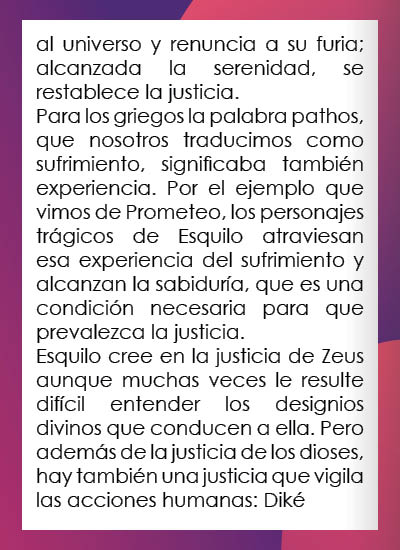 al universo y renuncia a su furia;
alcanzada la serenidad, se
restablece la justicia.
Para los griegos la palabra pathos,
que nosotros traducimos como
sufrimiento, significaba también
experiencia. Por el ejemplo que
vimos de Prometeo, los personajes
trágicos de Esquilo atraviesan
esa experiencia del sufrimiento y
alcanzan la sabiduría, que es una
condición necesaria para que
prevalezca la justicia.
Esquilo cree en la justicia de Zeus
aunque muchas veces le resulte
difícil entender los designios
divinos que conducen a ella. Pero
además de la justicia de los dioses,
hay también una justicia que vigila
las acciones humanas: Diké